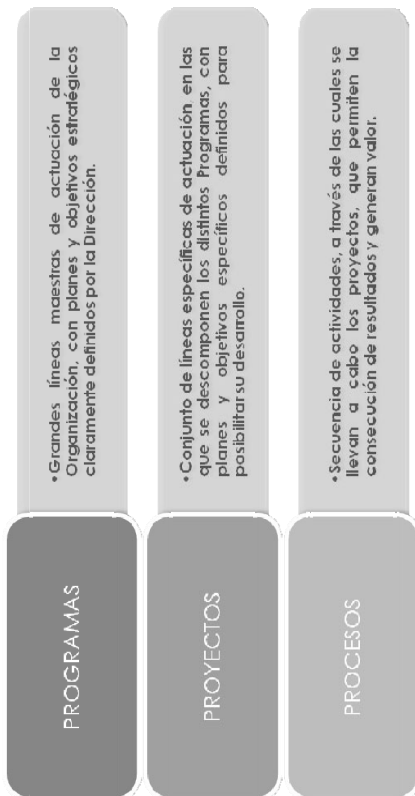 PROGRAMAS
•Grandes líneas maestras de actuación de la
Organización, con planes y objetivos estratégicos
claramente definidos por la Dirección.
PROYECTOS
•Conjunto de líneas específicas de actuación, en las
que se descomponen los distintos Programas, con
planes y objetivos específicos definidos para
posibilitar su desarrollo.
PROCESOS
•Secuencia de actividades, a través de las cuales se
llevan a cabo los proyectos, que permiten la
consecución de resultados y generan valor.